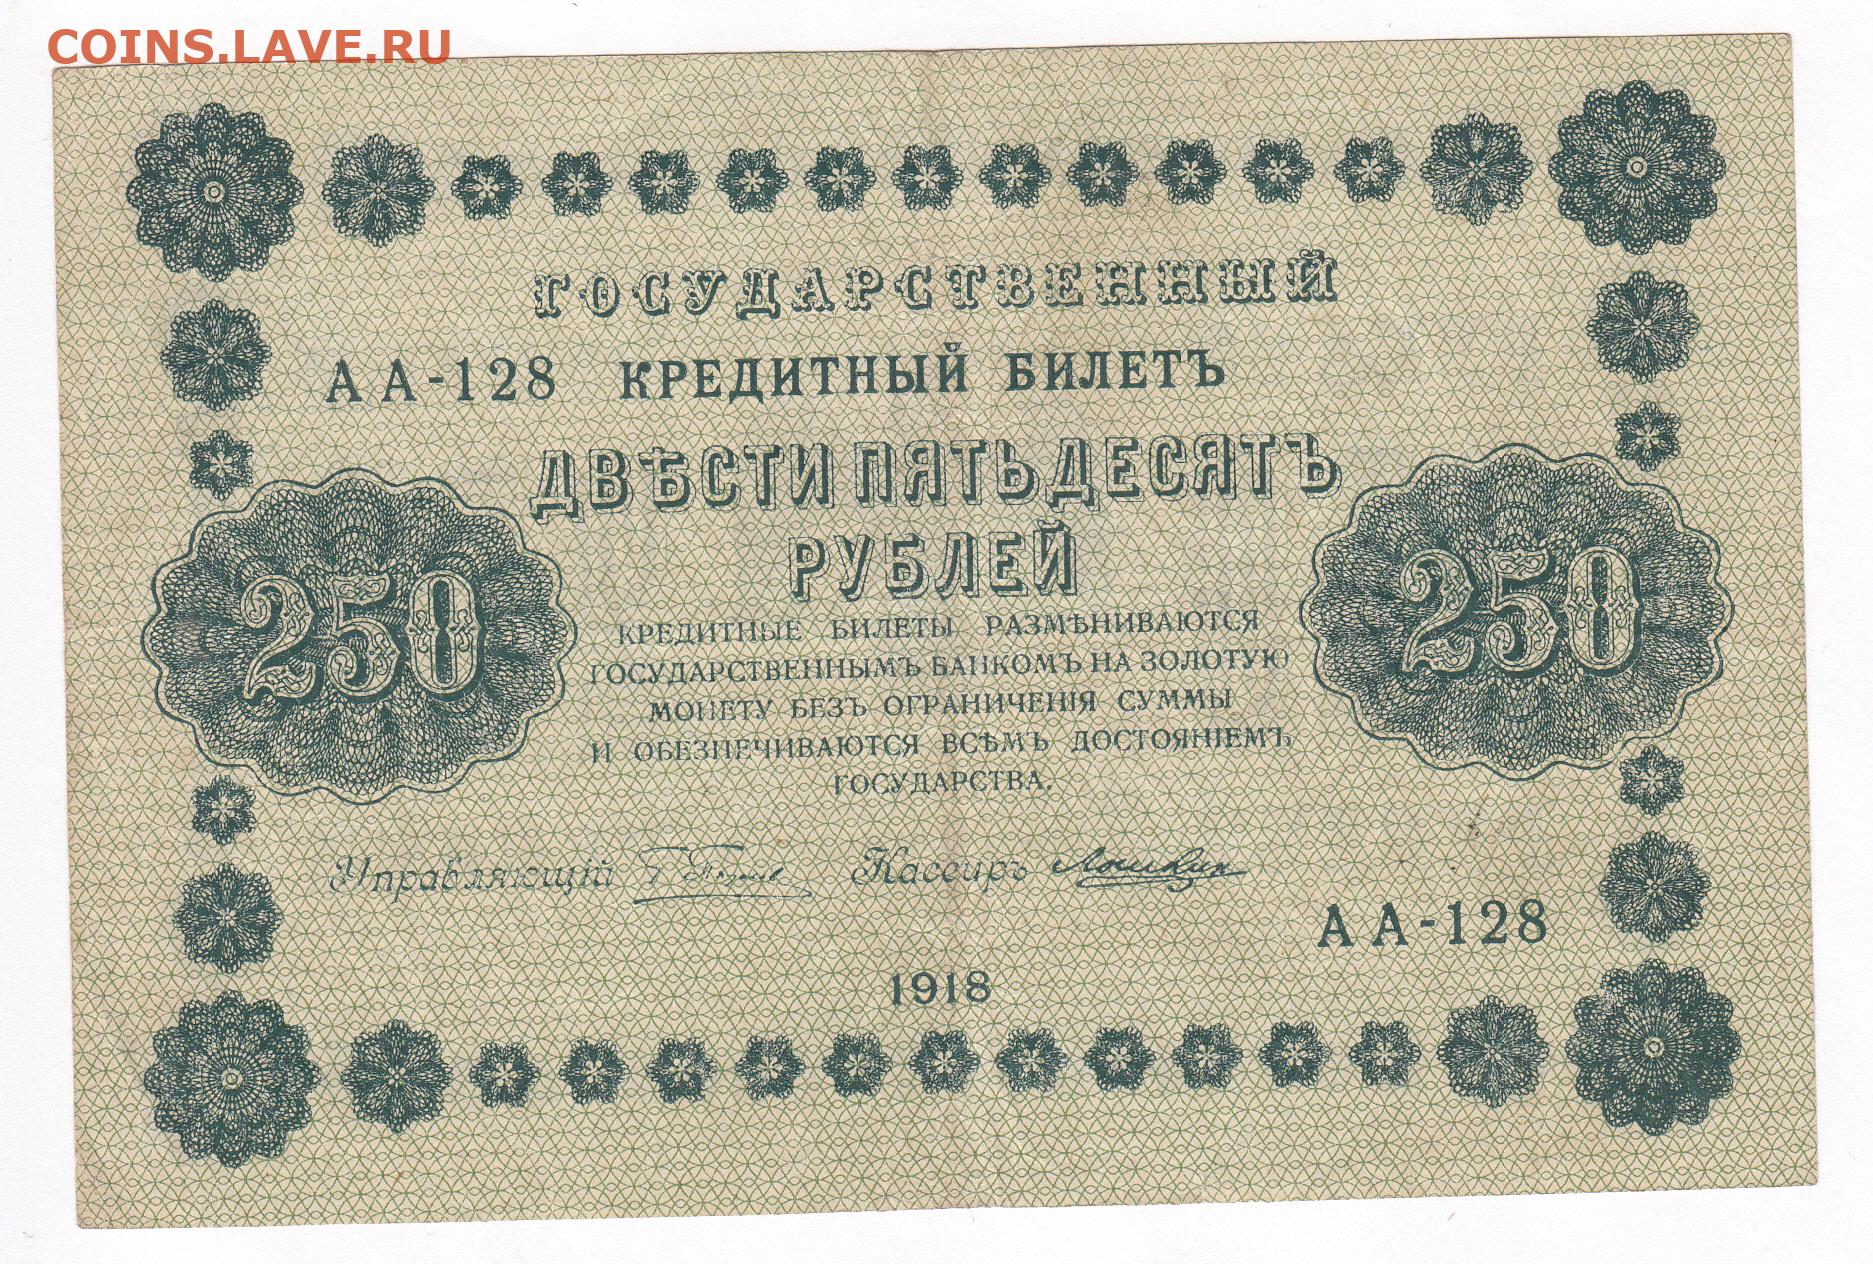 COINS.LAVE.RU
ГОСУДАРСТВЕННЫЙ
АА-128 КРЕДИТНЫЙ БИЛЕТЪ
ДВѢСТИ ПЯТЬДЕСЯТЪ
РУБЛЕЙ
250
250
КРЕДИТНЫЕ БИЛЕТЫ РАЗМѢНИВАЮТСЯ
ГОСУДАРСТВЕННЫМЪ БАНКОМЪ НА ЗОЛОТУЮ
МОНЕТУ БЕЗЪ ОГРАНИЧЕНІЯ СУММЫ
И ОБЕЗПЕЧИВАЮТСЯ ВСѢМЪ ДОСТОЯНІЕМЪ
ГОСУДАРСТВА.
Управляющій Кассиръ
АА-128
1918